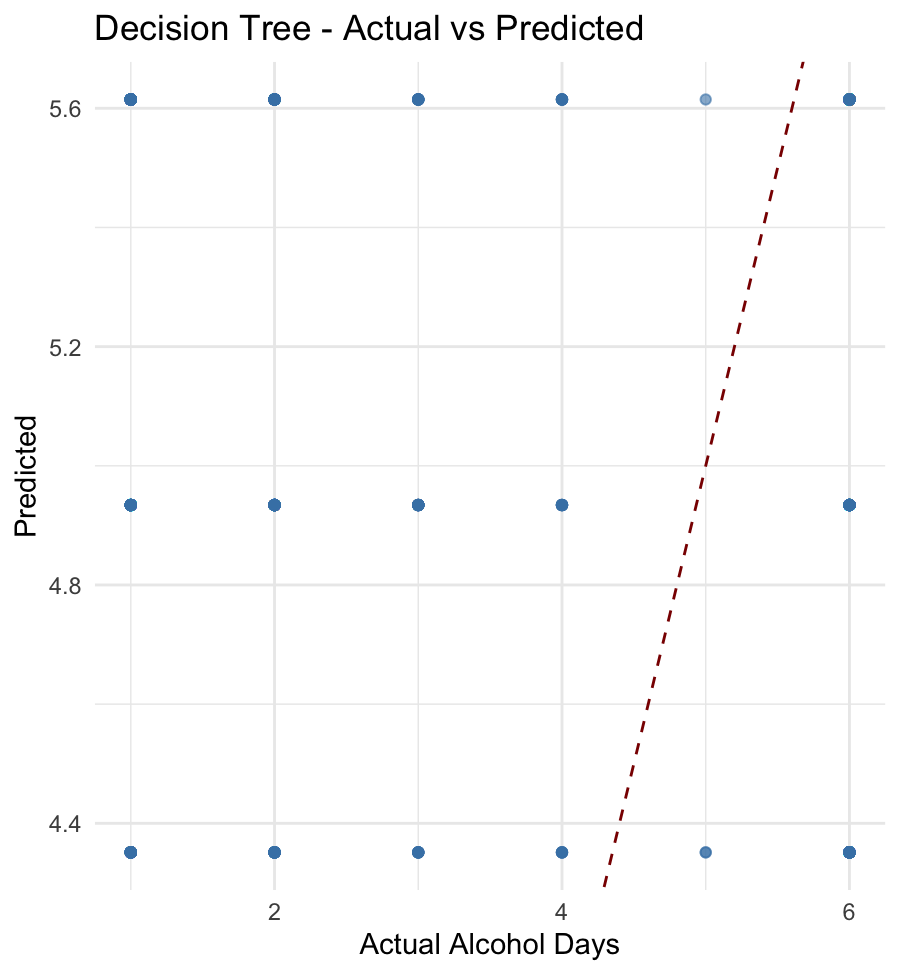 Decision Tree - Actual vs Predicted
5.6
5.2
4.8
4.4
Predicted
2
4
6
Actual Alcohol Days